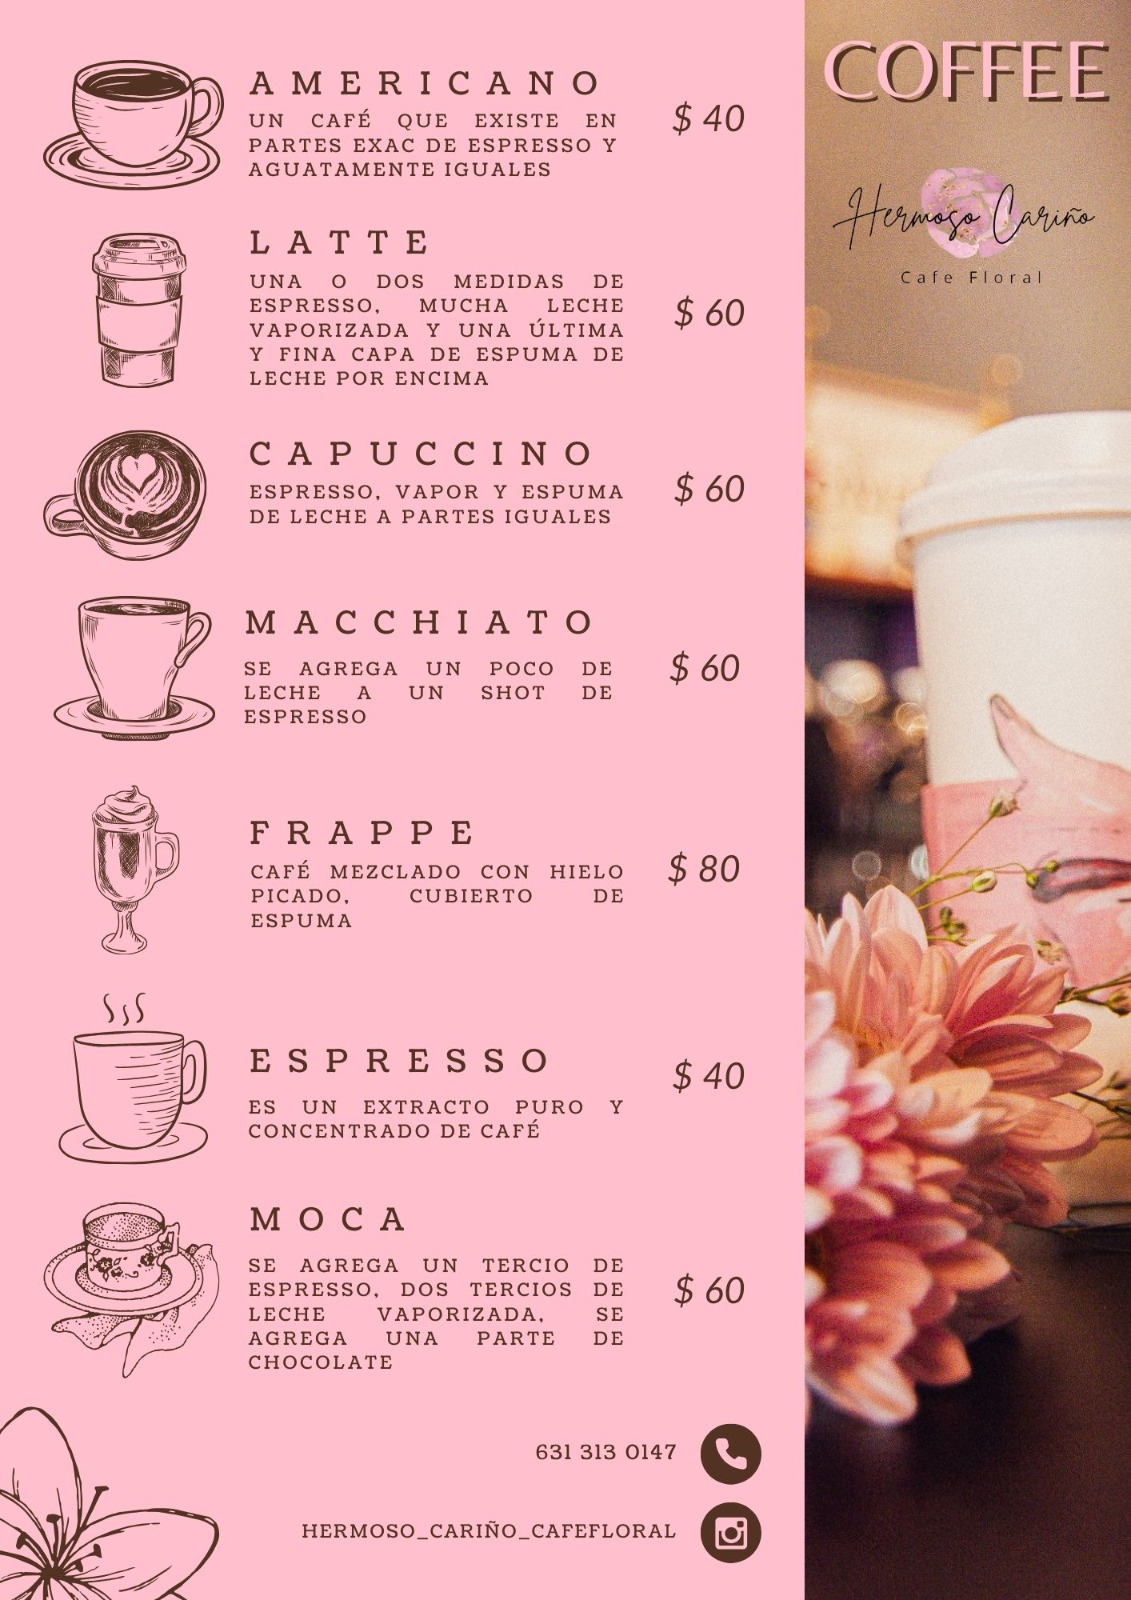 COFFEE
Hermoso Cariño
Cafe Floral
AMERICANO
UN CAFÉ QUE EXISTE EN
PARTES EXAC DE ESPRESSO Y
AGUATAMENTE IGUALES
$ 40
LATTE
UNA O DOS MEDIDAS DE
ESPRESSO, MUCHA LECHE
VAPORIZADA Y UNA ÚLTIMA
Y FINA CAPA DE ESPUMA DE
LECHE POR ENCIMA
$ 60
CAPUCCINO
ESPRESSO, VAPOR Y ESPUMA
DE LECHE A PARTES IGUALES
$ 60
MACCHIATO
SE AGREGA UN POCO DE
LECHE A UN SHOT DE
ESPRESSO
$ 60
FRAPPE
CAFÉ MEZCLADO CON HIELO
PICADO, CUBIERTO DE
ESPUMA
$ 80
ESPRESSO
ES UN EXTRACTO PURO Y
CONCENTRADO DE CAFÉ
$ 40
MOCA
SE AGREGA UN TERCIO DE
ESPRESSO, DOS TERCIOS DE
LECHE VAPORIZADA, SE
AGREGA UNA PARTE DE
CHOCOLATE
$ 60
631 313 0147
HERMOSO_CARIÑO_CAFEFLORAL